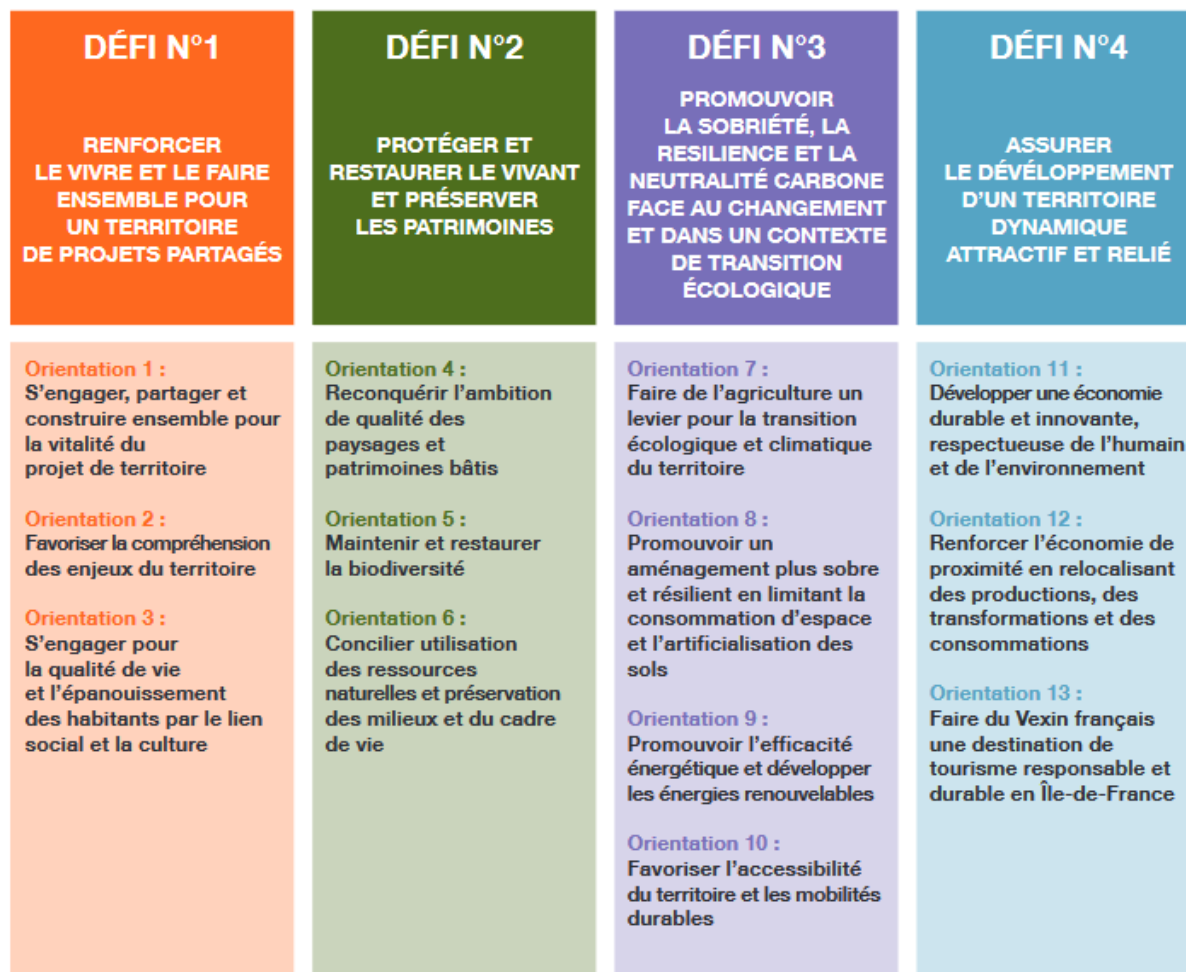 DÉFI N°1
RENFORCER
LE VIVRE ET LE FAIRE
ENSEMBLE POUR
UN TERRITOIRE
DE PROJETS PARTAGÉS
Orientation 1 :
S’engager, partager et
construire ensemble pour
la vitalité du
projet de territoire
Orientation 2 :
Favoriser la compréhension
des enjeux du territoire
Orientation 3 :
S’engager pour
la qualité de vie
et l’épanouissement
des habitants par le lien
social et la culture
DÉFI N°2
PROTÉGER ET
RESTAURER LE VIVANT
ET PRÉSERVER
LES PATRIMOINES
Orientation 4 :
Reconquérir l’ambition
de qualité des
paysages et
patrimoines bâtis
Orientation 5 :
Maintenir et restaurer
la biodiversité
Orientation 6 :
Concilier utilisation
des ressources
naturelles et préservation
des milieux et du cadre
de vie
DÉFI N°3
PROMOUVOIR
LA SOBRIÉTÉ, LA
RESILIENCE ET LA
NEUTRALITÉ CARBONE
FACE AU CHANGEMENT
ET DANS UN CONTEXTE
DE TRANSITION
ÉCOLOGIQUE
Orientation 7 :
Faire de l’agriculture un
levier pour la transition
écologique et climatique
du territoire
Orientation 8 :
Promouvoir un
aménagement plus sobre
et résilient en limitant la
consommation d’espace
et l’artificialisation des
sols
Orientation 9 :
Promouvoir l’efficacité
énergétique et développer
les énergies renouvelables
Orientation 10 :
Favoriser l’accessibilité
du territoire et les mobilités
durables
DÉFI N°4
ASSURER
LE DÉVELOPPEMENT
D’UN TERRITOIRE
DYNAMIQUE
ATTRACTIF ET RELIÉ
Orientation 11 :
Développer une économie
durable et innovante,
respectueuse de l’humain
et de l’environnement
Orientation 12 :
Renforcer l’économie de
proximité en relocalisant
des productions, des
transformations et des
consommations
Orientation 13 :
Faire du Vexin français
une destination de
tourisme responsable et
durable en Île-de-France